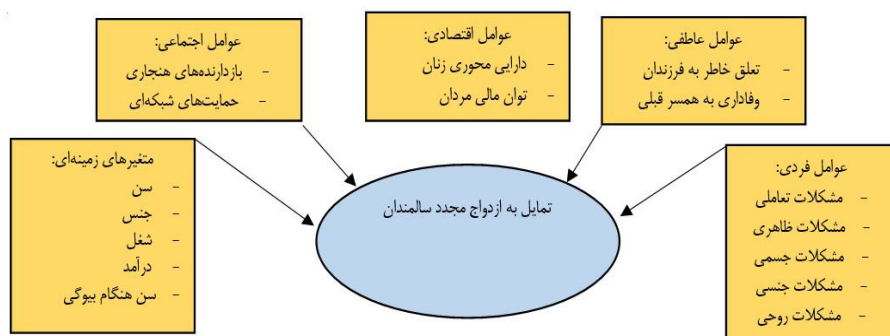 عوامل اجتماعی:
- بازدارنده‌های هنجاری
- حمایت‌های شبکه‌ای
عوامل اقتصادی:
- دارایی محوری زنان
- توان مالی مردان
عوامل عاطفی:
- تعلق خاطر به فرزندان
- وفاداری به همسر قبلی
متغیرهای زمینه‌ای:
- سن
- جنس
- شغل
- درآمد
- سن هنگام بیوگی
تمایل به ازدواج مجدد سالمندان
عوامل فردی:
- مشکلات تعاملی
- مشکلات ظاهری
- مشکلات جسمی
- مشکلات جنسی
- مشکلات روحی